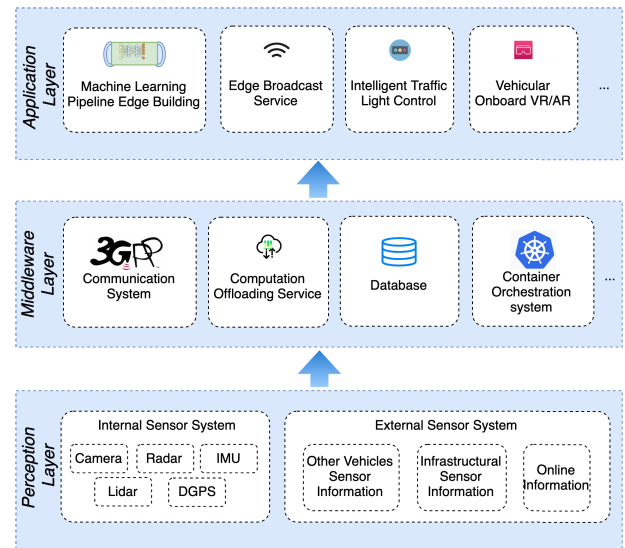 Application
Layer
Machine Learning
Pipeline Edge Building
Edge Broadcast
Service
Intelligent Traffic
Light Control
Vehicular
Onboard VR/AR
...
Middleware
Layer
3GPP
Communication
System
Computation
Offloading Service
Database
Container
Orchestration
system
...
Perception
Layer
Internal Sensor System
Camera
Radar
IMU
Lidar
DGPS
External Sensor System
Other Vehicles
Sensor
Information
Infrastructural
Sensor
Information
Online
Information